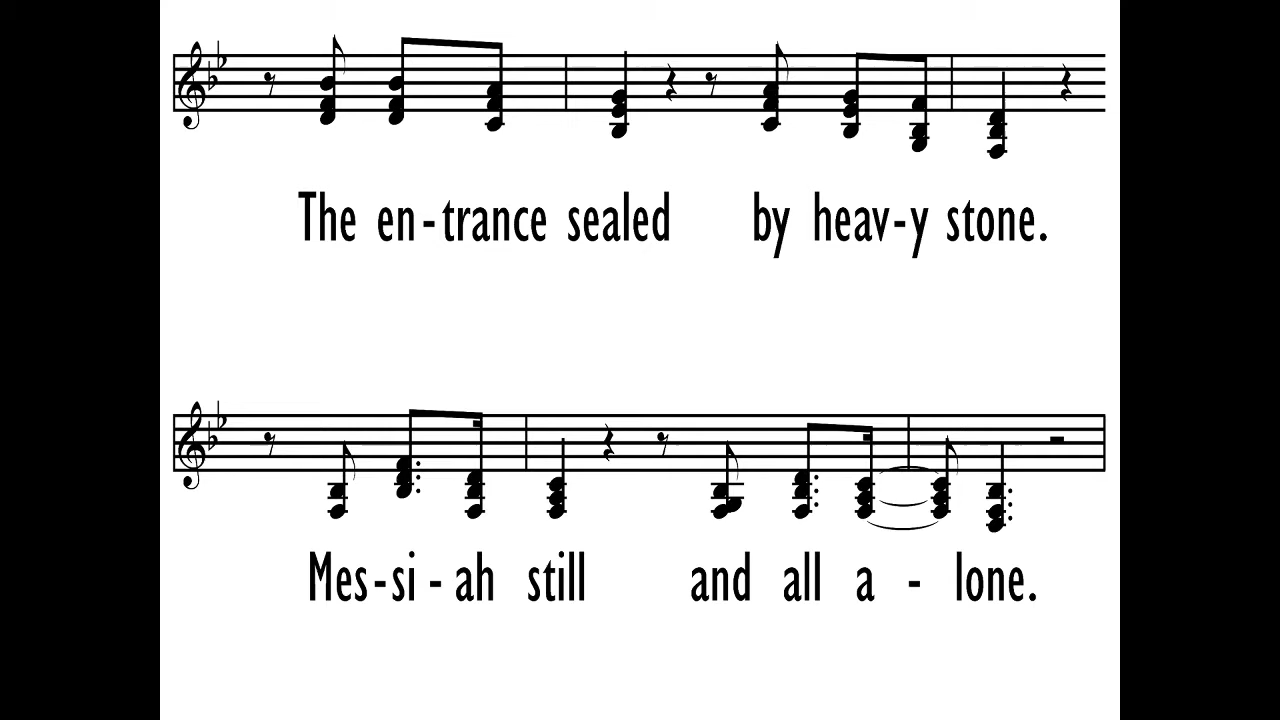 The en-trance sealed by heav-y stone.
Mes-si-ah still and all a - lone.